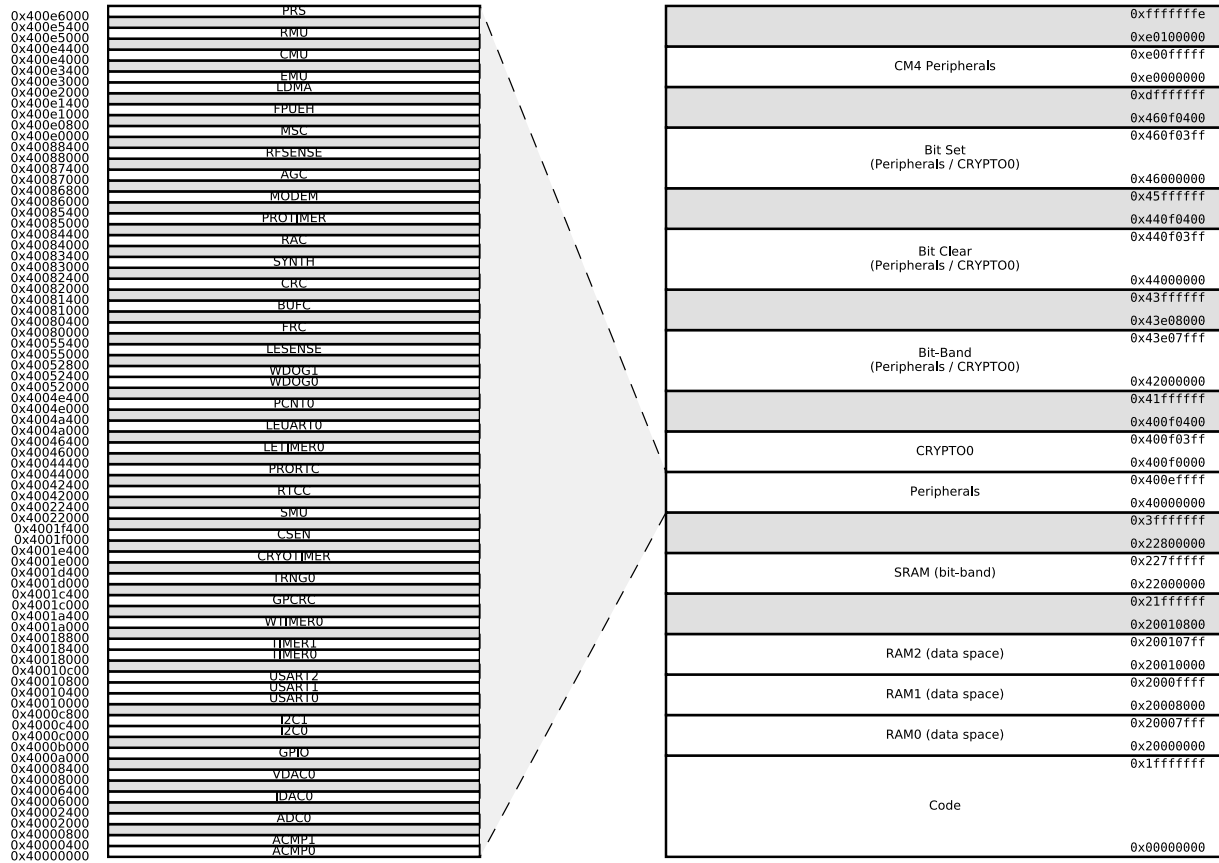 0x400e6000
0x400e5400
0x400e5000
0x400e4400
0x400e4000
0x400e3400
0x400e3000
0x400e2000
0x400e1400
0x400e1000
0x400e0800
0x400e0000
0x40088400
0x40088000
0x40087400
0x40087000
0x40086800
0x40086000
0x40085400
0x40085000
0x40084400
0x40084000
0x40083400
0x40083000
0x40082400
0x40082000
0x40081400
0x40081000
0x40080400
0x40080000
0x40055400
0x40055000
0x40052800
0x40052400
0x40052000
0x4004e400
0x4004e000
0x4004a400
0x4004a000
0x40046400
0x40046000
0x40044400
0x40044000
0x40042400
0x40042000
0x40022400
0x40022000
0x4001f400
0x4001f000
0x4001e400
0x4001e000
0x4001d400
0x4001d000
0x4001c400
0x4001c000
0x4001a400
0x4001a000
0x40018800
0x40018400
0x40018000
0x40010c00
0x40010800
0x40010400
0x40010000
0x4000c800
0x4000c400
0x4000c000
0x4000b000
0x4000a000
0x40008400
0x40008000
0x40006400
0x40006000
0x40002400
0x40002000
0x40000800
0x40000400
0x40000000
PRS
RMU
CMU
EMU
LDMA
FPUEH
MSC
RFSENSE
AGC
MODEM
PROTIMER
RAC
SYNTH
CRC
BUFC
FRC
LESENSE
WDOG1
WDOG0
PCNT0
LEUART0
LETIMER0
PRORTC
RTCC
SMU
CSEN
CRYOTIMER
TRNG0
GPCRC
WTIMER0
TIMER1
TIMER0
USART2
USART1
USART0
I2C1
I2C0
GPIO
VDAC0
IDAC0
ADC0
ACMP1
ACMP0
0xfffffffe
0xe0100000
0xe00fffff
CM4 Peripherals
0xe0000000
0xdfffffff
0x460f0400
0x460f03ff
Bit Set
(Peripherals / CRYPTO0)
0x46000000
0x45ffffff
0x440f0400
0x440f03ff
Bit Clear
(Peripherals / CRYPTO0)
0x44000000
0x43ffffff
0x43e08000
0x43e07fff
Bit-Band
(Peripherals / CRYPTO0)
0x42000000
0x41ffffff
0x400f0400
0x400f03ff
CRYPTO0
0x400f0000
0x400effff
Peripherals
0x40000000
0x3fffffff
0x22800000
0x227fffff
SRAM (bit-band)
0x22000000
0x21ffffff
0x20010800
0x200107ff
RAM2 (data space)
0x20010000
0x2000ffff
RAM1 (data space)
0x20008000
0x20007fff
RAM0 (data space)
0x20000000
0x1fffffff
Code
0x00000000